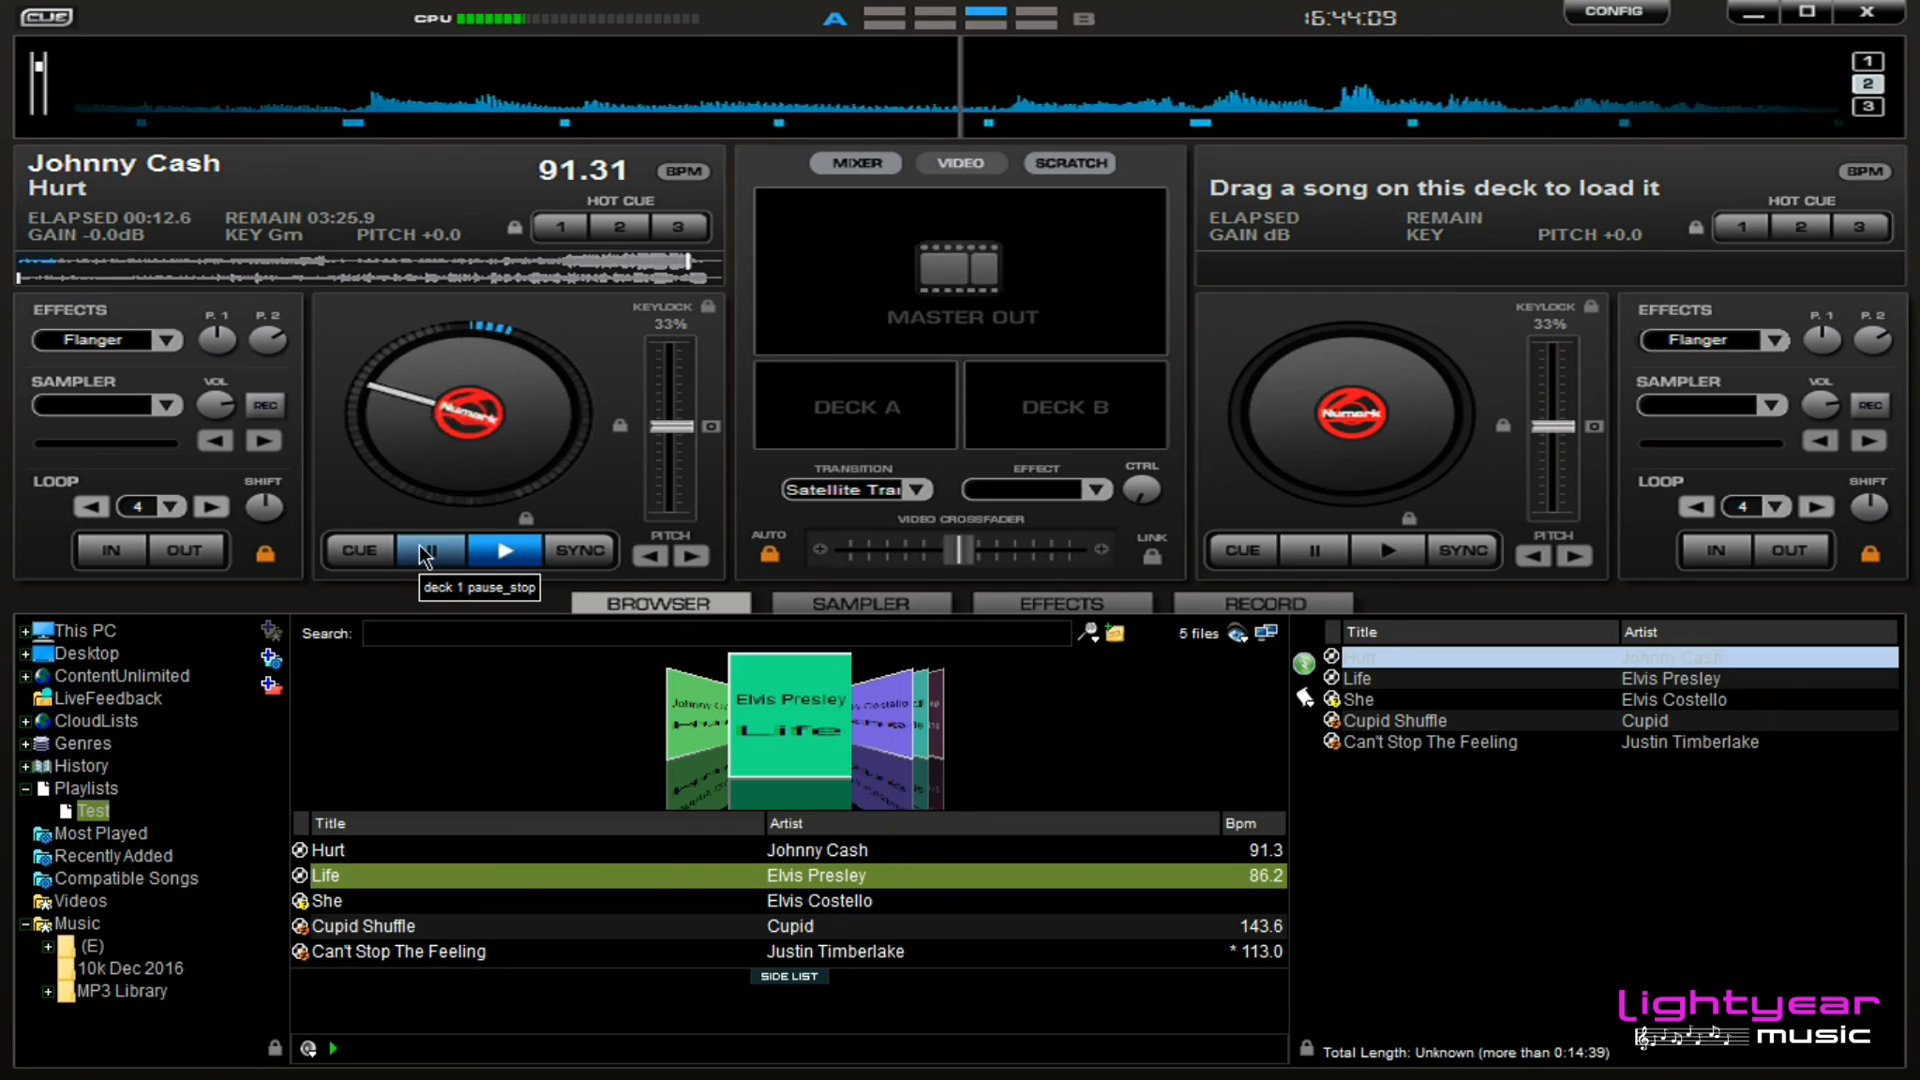 CUE
CPU
A
B
16:44:09
CONFIG
1
2
3
Johnny Cash
Hurt
91.31
BPM
ELAPSED 00:12.6
REMAIN 03:25.9
GAIN -0.0dB
KEY Gm
PITCH +0.0
HOT CUE
1
2
3
MIXER
VIDEO
SCRATCH
MASTER OUT
DECK A
DECK B
TRANSITION
Satellite Trai
EFFECT
CTRL
VIDEO CROSSFADER
AUTO
LINK
Drag a song on this deck to load it
BPM
ELAPSED
REMAIN
GAIN dB
KEY
PITCH +0.0
HOT CUE
1
2
3
EFFECTS
P. 1
P. 2
Flanger
SAMPLER
VOL
REC
LOOP
4
SHIFT
IN
OUT
Numark
KEYLOCK
33%
CUE
SYNC
PITCH
deck 1 pause_stop
Numark
KEYLOCK
33%
CUE
SYNC
PITCH
EFFECTS
P. 1
P. 2
Flanger
SAMPLER
VOL
REC
LOOP
4
SHIFT
IN
OUT
BROWSER
SAMPLER
EFFECTS
RECORD
This PC
Desktop
ContentUnlimited
LiveFeedback
CloudLists
Genres
History
Playlists
Test
Most Played
Recently Added
Compatible Songs
Videos
Music
(E)
10k Dec 2016
MP3 Library
Search:
5 files
Elvis Presley
Life
Title
Artist
Bpm
Hurt
Johnny Cash
91.3
Life
Elvis Presley
86.2
She
Elvis Costello
Cupid Shuffle
Cupid
143.6
Can't Stop The Feeling
Justin Timberlake
* 113.0
SIDE LIST
Title
Artist
Hurt
Johnny Cash
Life
Elvis Presley
She
Elvis Costello
Cupid Shuffle
Cupid
Can't Stop The Feeling
Justin Timberlake
Total Length: Unknown (more than 0:14:39)
lightyear
music